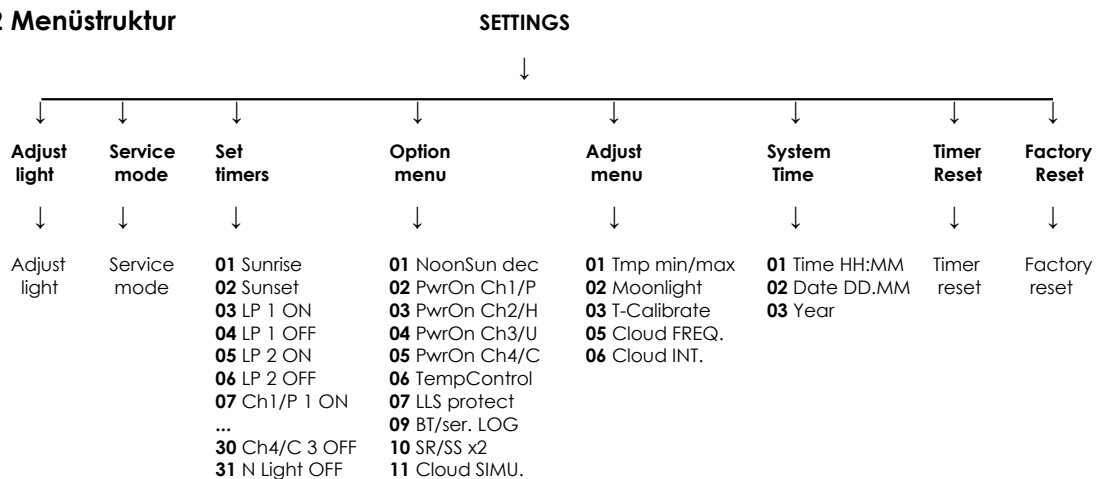 2 Menüstruktur SETTINGS
↓
↓ ↓ ↓ ↓ ↓ ↓ ↓ ↓
Adjust Service Set Option Adjust System Timer Factory
light mode timers menu menu Time Reset Reset
↓ ↓ ↓ ↓ ↓ ↓ ↓ ↓
Adjust Service 01 Sunrise 01 NoonSun dec 01 Tmp min/max 01 Time HH:MM Timer Factory
light mode 02 Sunset 02 PwrOn Ch1/P 02 Moonlight 02 Date DD.MM reset reset
03 LP 1 ON 03 PwrOn Ch2/H 03 T-Calibrate 03 Year
04 LP 1 OFF 04 PwrOn Ch3/U 05 Cloud FREQ.
05 LP 2 ON 05 PwrOn Ch4/C 06 Cloud INT.
06 LP 2 OFF 06 TempControl
07 Ch1/P 1 ON 07 LLS protect
... 09 BT/ser. LOG
30 Ch4/C 3 OFF 10 SR/SS x2
31 N Light OFF 11 Cloud SIMU.